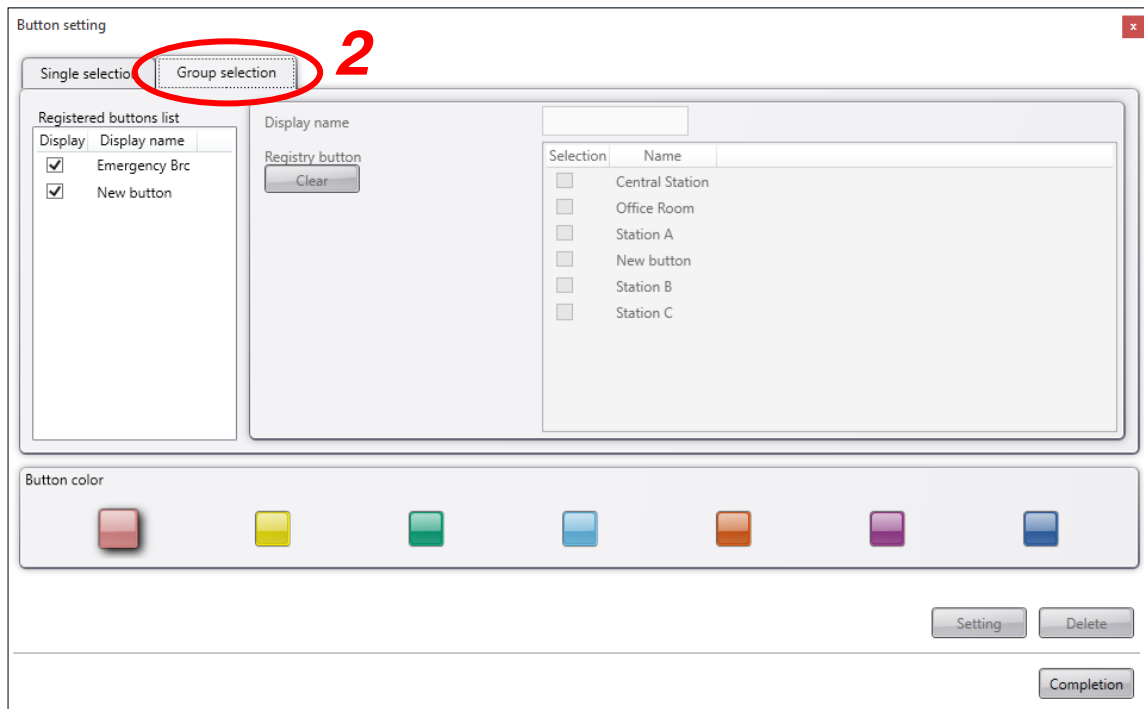 Button setting
x
2
Single selection Group selection
Registered buttons list
Display Display name
Emergency Brc
New button
Display name
Registry button
Clear
Selection Name
Central Station
Office Room
Station A
New button
Station B
Station C
Button color
Setting Delete
Completion